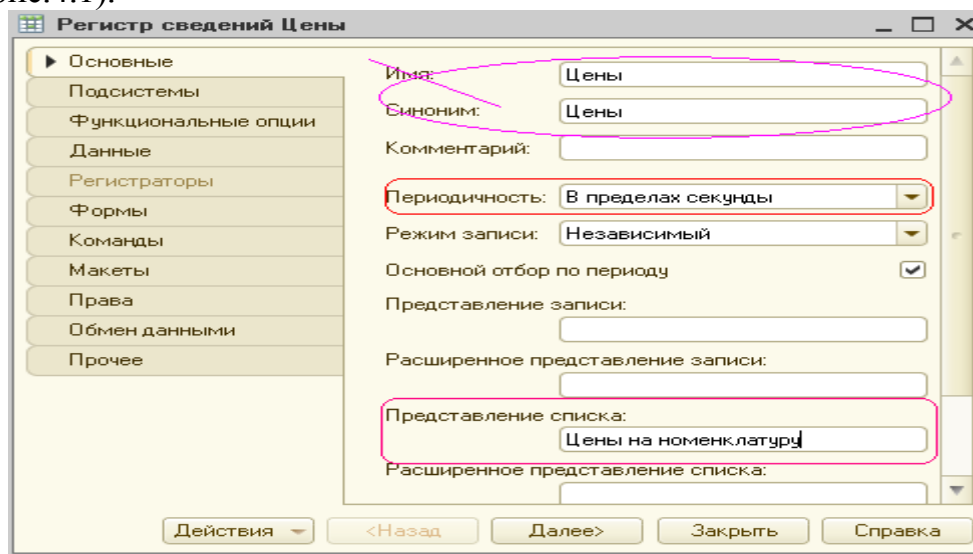 Регистр сведений Цены
Основные
Подсистемы
Функциональные опции
Данные
Регистраторы
Формы
Команды
Макеты
Права
Обмен данными
Прочее
Имя: Цены
Синоним: Цены
Комментарий:
Периодичность: В пределах секунды
Режим записи: Независимый
Основной отбор по периоду
Представление записи:
Расширенное представление записи:
Представление списка:
Цены на номенклатуру
Расширенное представление списка:
Действия <Назад Далее> Закрыть Справка